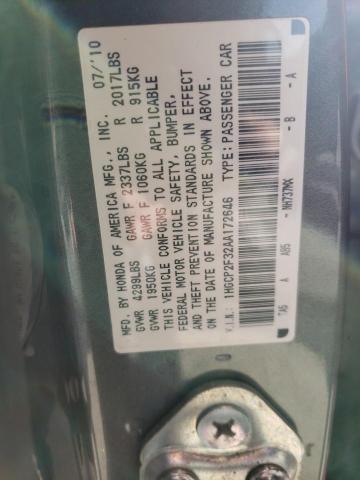 MFD. BY HONDA OF AMERICA MFG., INC. 07/'10
GVWR 4299LBS GAWR F 2337LBS R 2017LBS
GVWR 1950KG GAWR F 1060KG R 915KG
THIS VEHICLE CONFORMS TO ALL APPLICABLE
FEDERAL MOTOR VEHICLE SAFETY, BUMPER,
AND THEFT PREVENTION STANDARDS IN EFFECT
ON THE DATE OF MANUFACTURE SHOWN ABOVE.
V.I.N.: 1HGCP2F32AA172646 TYPE: PASSENGER CAR
TA5 A AB5 NH737MX - B - A